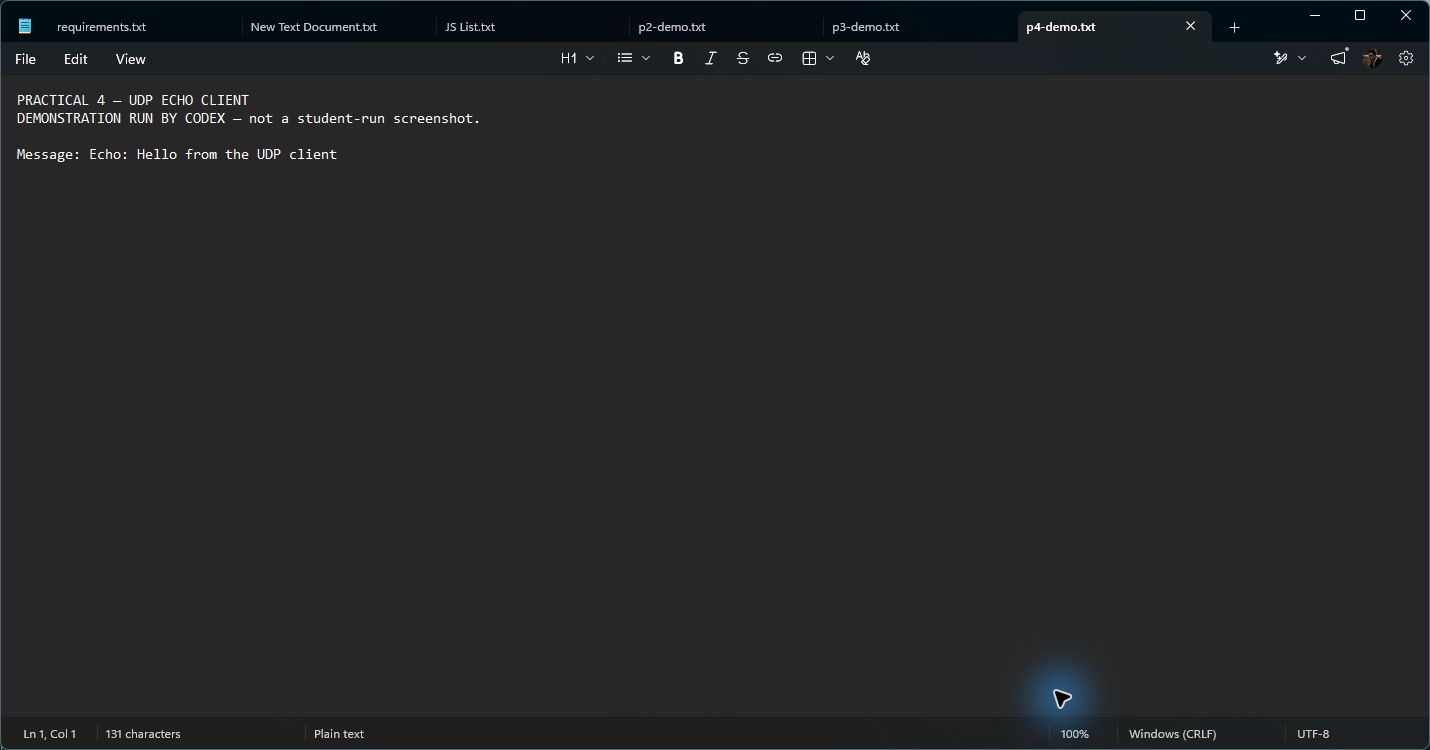 requirements.txt
New Text Document.txt
JS List.txt
p2-demo.txt
p3-demo.txt
p4-demo.txt
File Edit View H1
PRACTICAL 4 — UDP ECHO CLIENT
DEMONSTRATION RUN BY CODEX — not a student-run screenshot.
Message: Echo: Hello from the UDP client
Ln 1, Col 1
131 characters
Plain text
100%
Windows (CRLF)
UTF-8